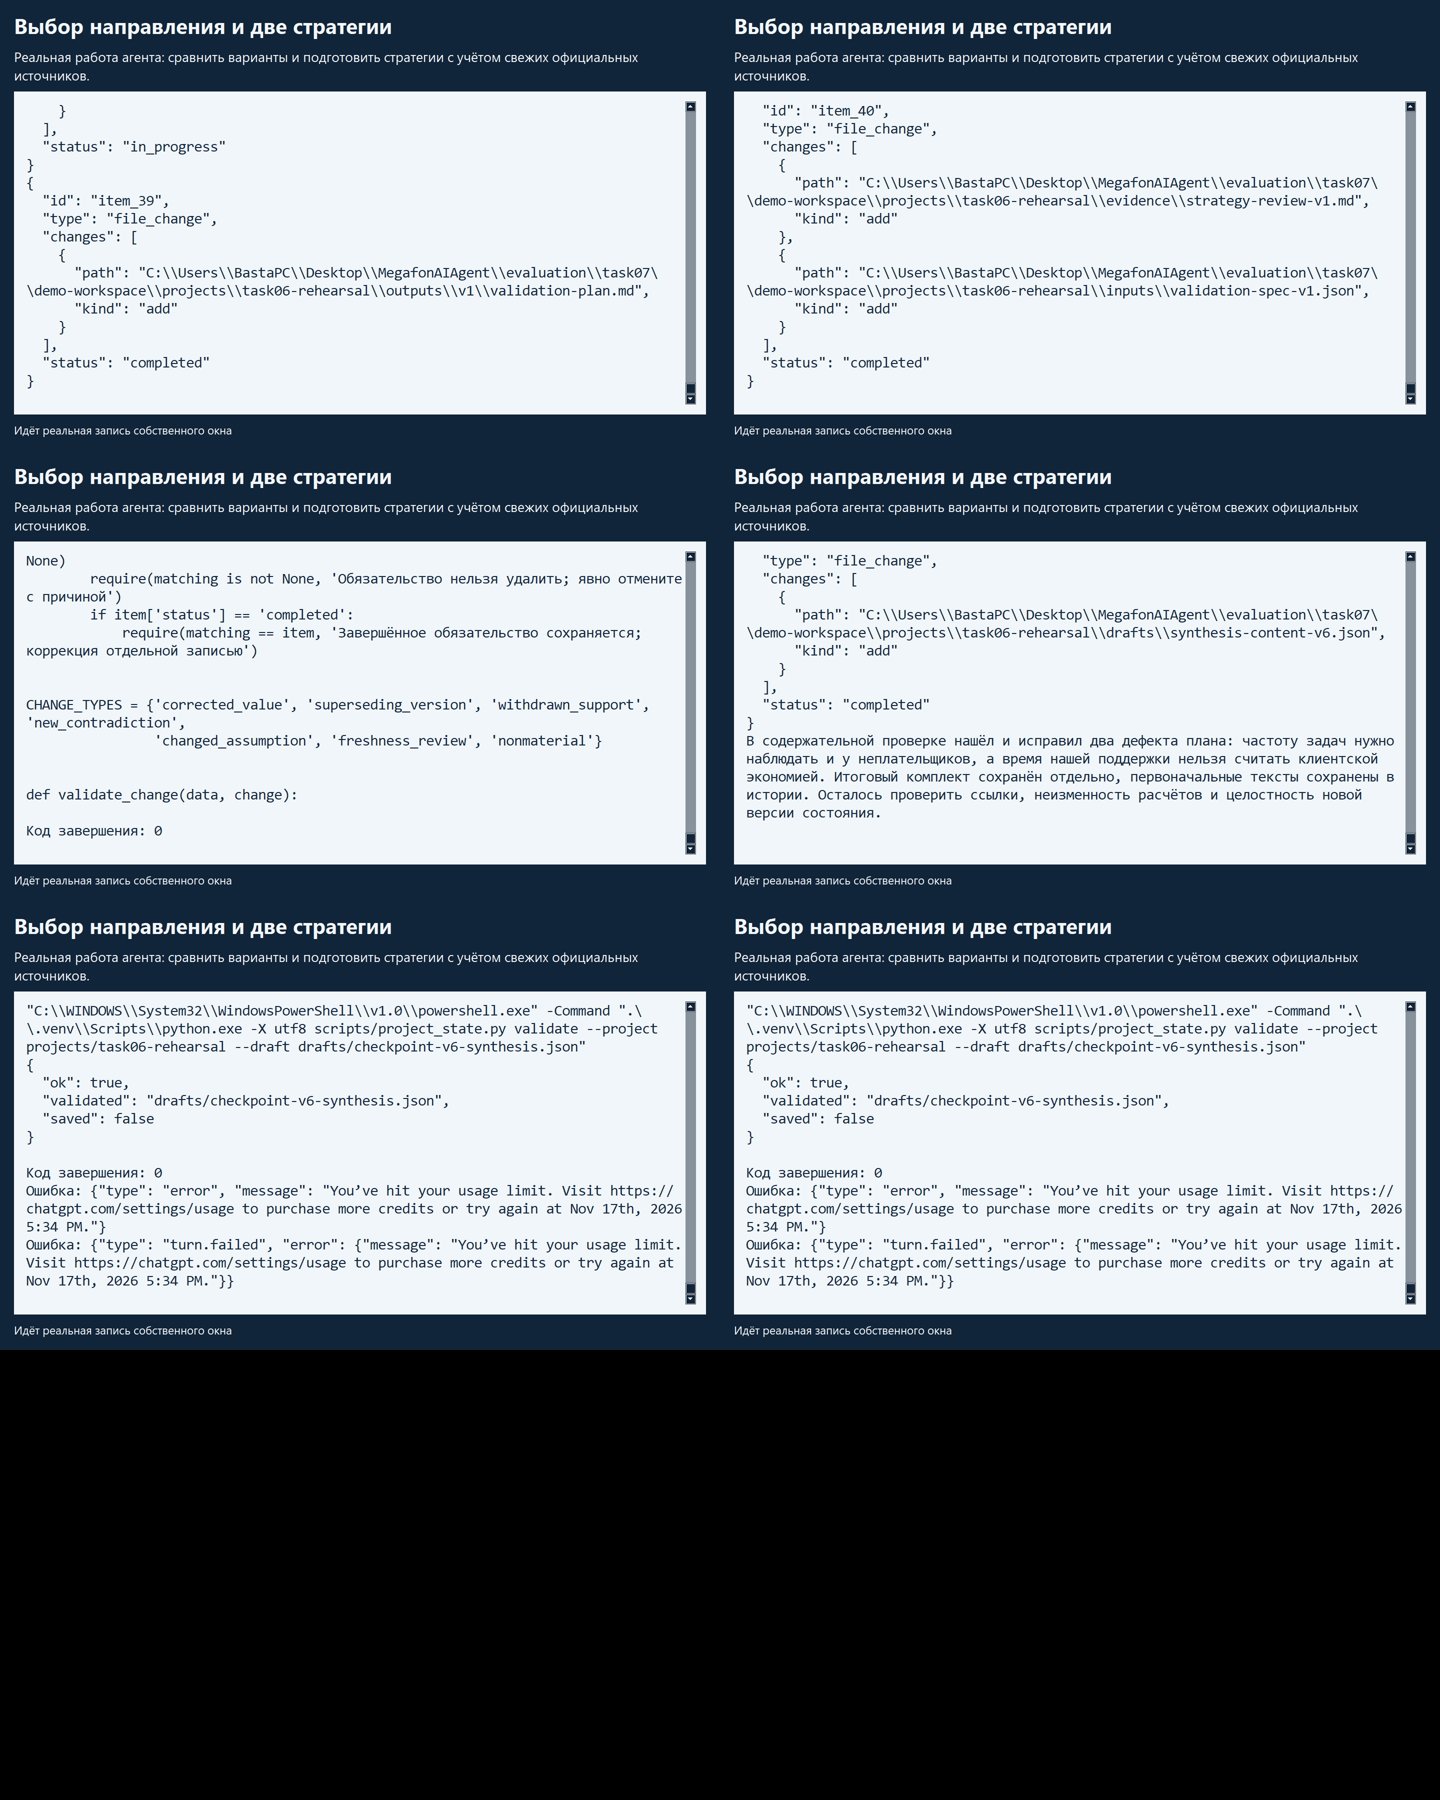 Выбор направления и две стратегии
Реальная работа агента: сравнить варианты и подготовить стратегии с учётом свежих официальных
источников.
    }
  ],
  "status": "in_progress"
}
{
  "id": "item_39",
  "type": "file_change",
  "changes": [
    {
      "path": "C:\\Users\\BastaPC\\Desktop\\MegafonAIAgent\\evaluation\\task07\
\demo-workspace\\projects\\task06-rehearsal\\outputs\\v1\\validation-plan.md",
      "kind": "add"
    }
  ],
  "status": "completed"
}
Идёт реальная запись собственного окна
Выбор направления и две стратегии
Реальная работа агента: сравнить варианты и подготовить стратегии с учётом свежих официальных
источников.
  "id": "item_40",
  "type": "file_change",
  "changes": [
    {
      "path": "C:\\Users\\BastaPC\\Desktop\\MegafonAIAgent\\evaluation\\task07\
\demo-workspace\\projects\\task06-rehearsal\\evidence\\strategy-review-v1.md",
      "kind": "add"
    },
    {
      "path": "C:\\Users\\BastaPC\\Desktop\\MegafonAIAgent\\evaluation\\task07\
\demo-workspace\\projects\\task06-rehearsal\\inputs\\validation-spec-v1.json",
      "kind": "add"
    }
  ],
  "status": "completed"
}
Идёт реальная запись собственного окна
Выбор направления и две стратегии
Реальная работа агента: сравнить варианты и подготовить стратегии с учётом свежих официальных
источников.
None)
        require(matching is not None, 'Обязательство нельзя удалить; явно отмените
с причиной')
        if item['status'] == 'completed':
            require(matching == item, 'Завершённое обязательство сохраняется;
коррекция отдельной записью')
CHANGE_TYPES = {'corrected_value', 'superseding_version', 'withdrawn_support',
'new_contradiction',
                'changed_assumption', 'freshness_review', 'nonmaterial'}
def validate_change(data, change):
Код завершения: 0
Идёт реальная запись собственного окна
Выбор направления и две стратегии
Реальная работа агента: сравнить варианты и подготовить стратегии с учётом свежих официальных
источников.
  "type": "file_change",
  "changes": [
    {
      "path": "C:\\Users\\BastaPC\\Desktop\\MegafonAIAgent\\evaluation\\task07\
\demo-workspace\\projects\\task06-rehearsal\\drafts\\synthesis-content-v6.json",
      "kind": "add"
    }
  ],
  "status": "completed"
}
В содержательной проверке нашёл и исправил два дефекта плана: частоту задач нужно
наблюдать и у неплательщиков, а время нашей поддержки нельзя считать клиентской
экономией. Итоговый комплект сохранён отдельно, первоначальные тексты сохранены в
истории. Осталось проверить ссылки, неизменность расчётов и целостность новой
версии состояния.
Идёт реальная запись собственного окна
Выбор направления и две стратегии
Реальная работа агента: сравнить варианты и подготовить стратегии с учётом свежих официальных
источников.
"C:\\WINDOWS\\System32\\WindowsPowerShell\\v1.0\\powershell.exe" -Command ".\
\.venv\\Scripts\\python.exe -X utf8 scripts/project_state.py validate --project
projects/task06-rehearsal --draft drafts/checkpoint-v6-synthesis.json"
{
  "ok": true,
  "validated": "drafts/checkpoint-v6-synthesis.json",
  "saved": false
}
Код завершения: 0
Ошибка: {"type": "error", "message": "You’ve hit your usage limit. Visit https://
chatgpt.com/settings/usage to purchase more credits or try again at Nov 17th, 2026
5:34 PM."}
Ошибка: {"type": "turn.failed", "error": {"message": "You’ve hit your usage limit.
Visit https://chatgpt.com/settings/usage to purchase more credits or try again at
Nov 17th, 2026 5:34 PM."}}
Идёт реальная запись собственного окна
Выбор направления и две стратегии
Реальная работа агента: сравнить варианты и подготовить стратегии с учётом свежих официальных
источников.
"C:\\WINDOWS\\System32\\WindowsPowerShell\\v1.0\\powershell.exe" -Command ".\
\.venv\\Scripts\\python.exe -X utf8 scripts/project_state.py validate --project
projects/task06-rehearsal --draft drafts/checkpoint-v6-synthesis.json"
{
  "ok": true,
  "validated": "drafts/checkpoint-v6-synthesis.json",
  "saved": false
}
Код завершения: 0
Ошибка: {"type": "error", "message": "You’ve hit your usage limit. Visit https://
chatgpt.com/settings/usage to purchase more credits or try again at Nov 17th, 2026
5:34 PM."}
Ошибка: {"type": "turn.failed", "error": {"message": "You’ve hit your usage limit.
Visit https://chatgpt.com/settings/usage to purchase more credits or try again at
Nov 17th, 2026 5:34 PM."}}
Идёт реальная запись собственного окна